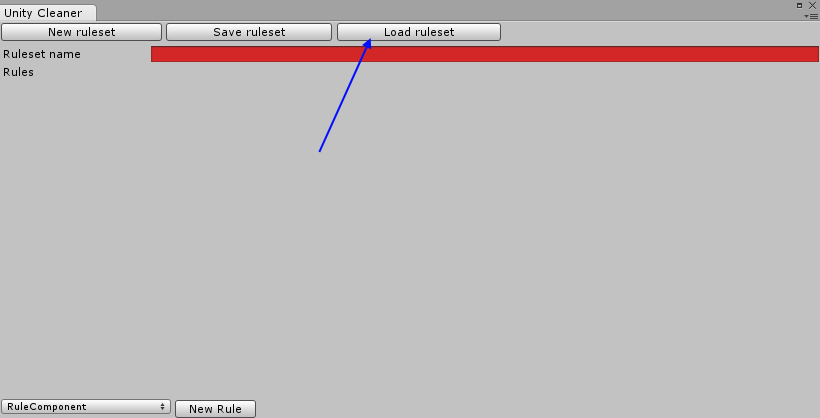 Unity Cleaner
New ruleset Save ruleset Load ruleset
Ruleset name
Rules
RuleComponent New Rule